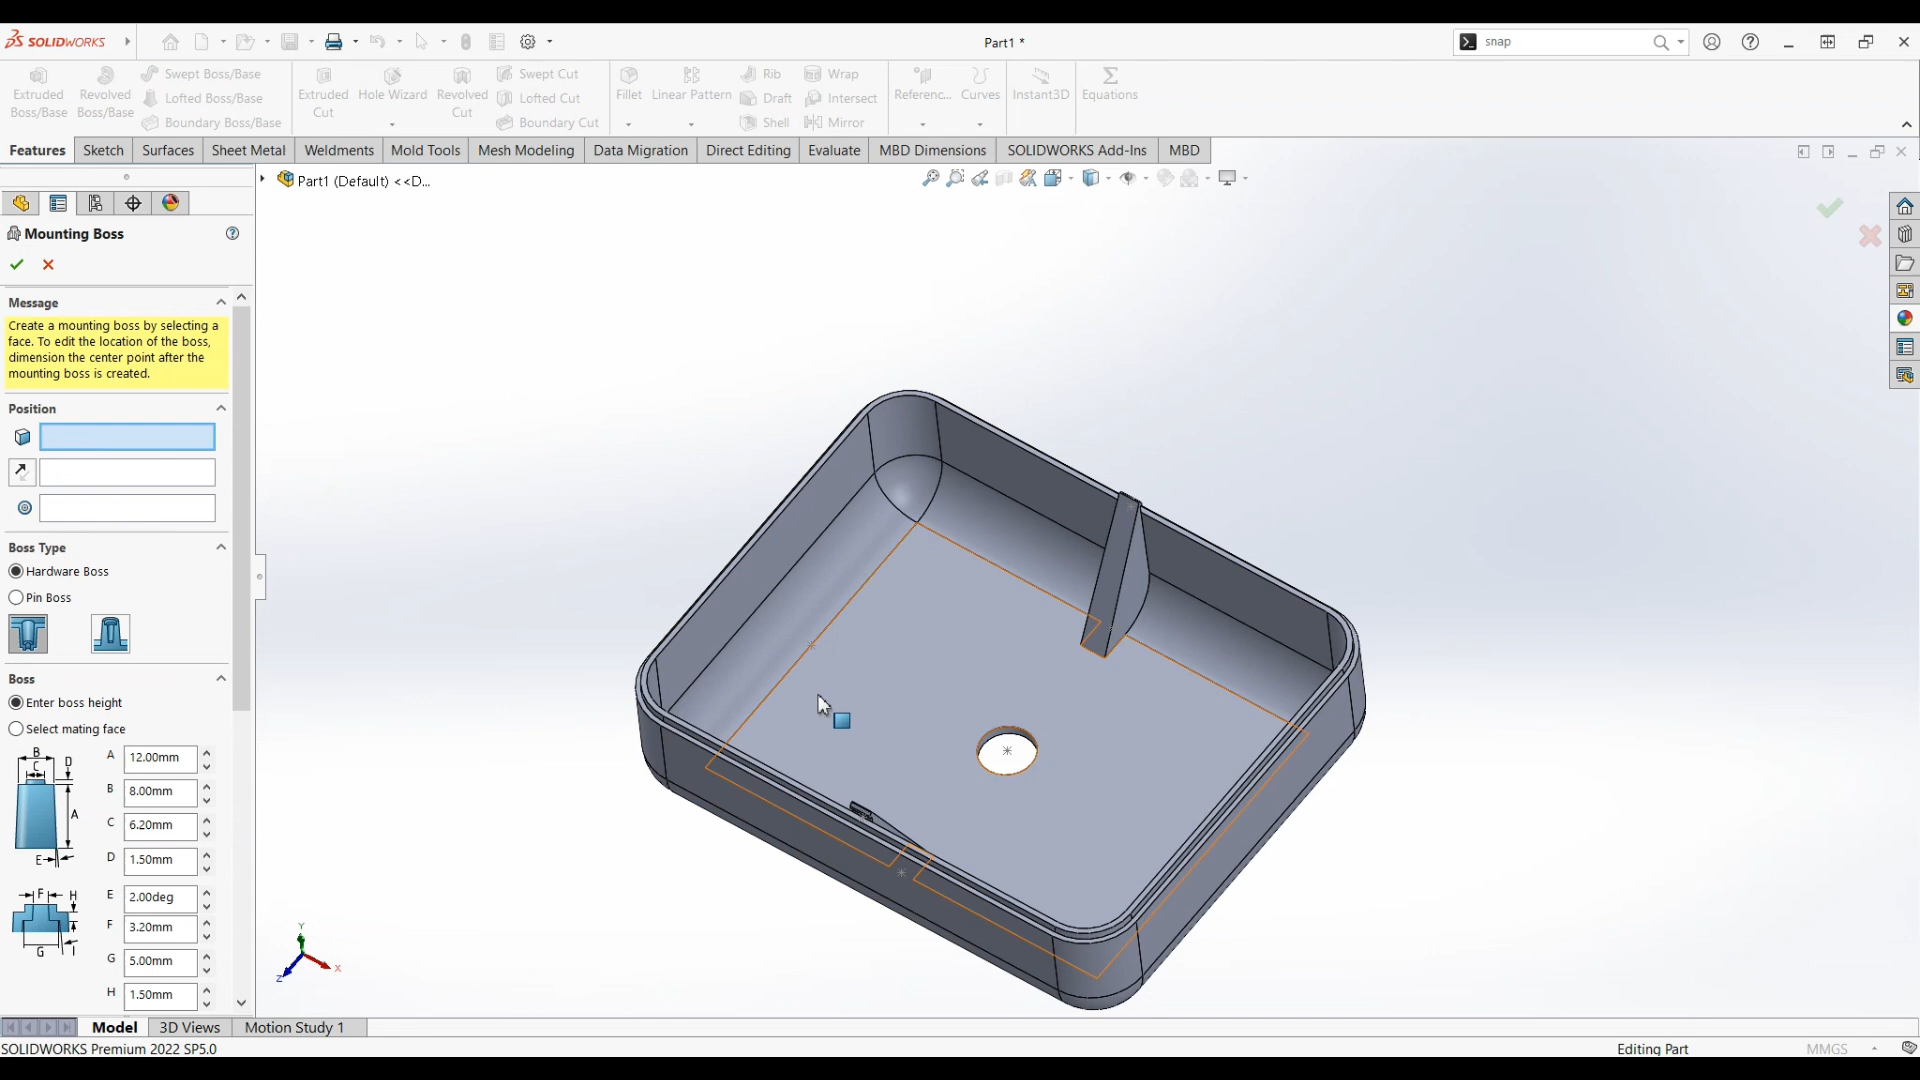 SOLIDWORKS
Part1 *
snap
Extruded Boss/Base
Revolved Boss/Base
Swept Boss/Base
Lofted Boss/Base
Boundary Boss/Base
Extruded Cut
Hole Wizard
Revolved Cut
Swept Cut
Lofted Cut
Boundary Cut
Fillet
Linear Pattern
Rib
Draft
Shell
Wrap
Intersect
Mirror
Referenc...
Curves
Instant3D
Equations
Features
Sketch
Surfaces
Sheet Metal
Weldments
Mold Tools
Mesh Modeling
Data Migration
Direct Editing
Evaluate
MBD Dimensions
SOLIDWORKS Add-Ins
MBD
Part1 (Default) <<D...
Mounting Boss
Message
Create a mounting boss by selecting a
face. To edit the location of the boss,
dimension the center point after the
mounting boss is created.
Position
Boss Type
Hardware Boss
Pin Boss
Boss
Enter boss height
Select mating face
B
C
D
A
E
A 12.00mm
B 8.00mm
C 6.20mm
D 1.50mm
F
H
G
I
E 2.00deg
F 3.20mm
G 5.00mm
H 1.50mm
Y
X
Z
Model
3D Views
Motion Study 1
SOLIDWORKS Premium 2022 SP5.0
Editing Part
MMGS